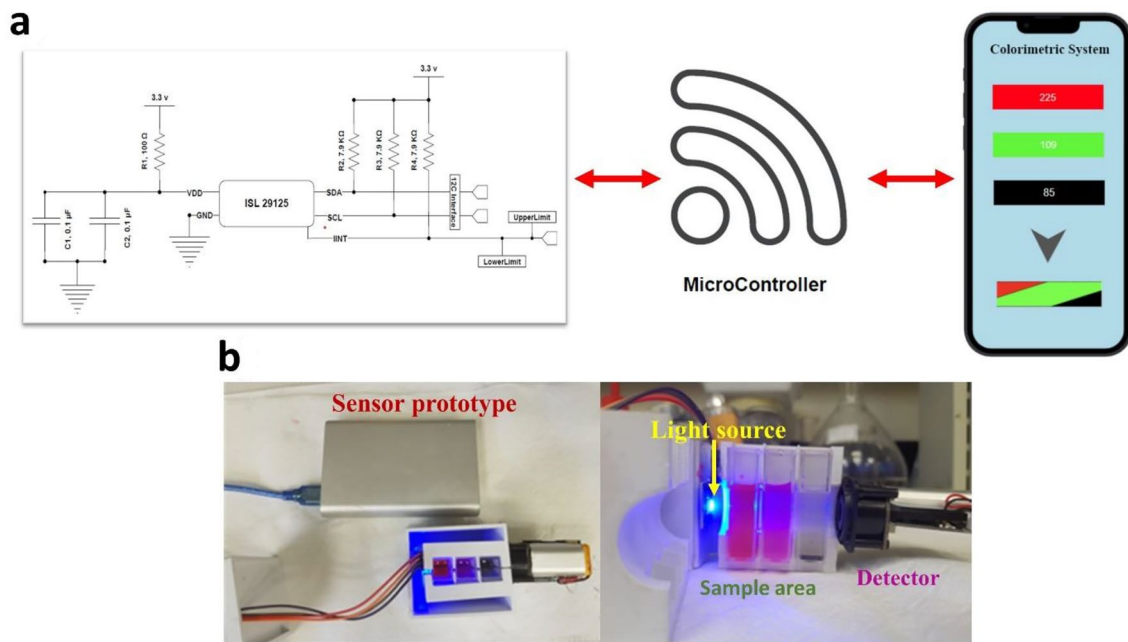 a
3.3 v
3.3 v
R1, 100 Ω
R2, 7.9 KΩ
R3, 7.9 KΩ
R4, 7.9 KΩ
VDD
ISL 29125
SDA
GND
SCL
12C Interface
IINT
UpperLimit
LowerLimit
C1, 0.1 µF
C2, 0.1 µF
MicroController
Colorimetric System
225
109
85
b
Sensor prototype
Light source
Sample area
Detector